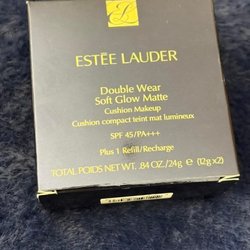 ESTĒE LAUDER
Double Wear
Soft Glow Matte
Cushion Makeup
Cushion compact teint mat lumineux
SPF 45/PA+++
Plus 1 Refill/Recharge
TOTAL POIDS NET WT. .84 OZ./24g e (12g x2)